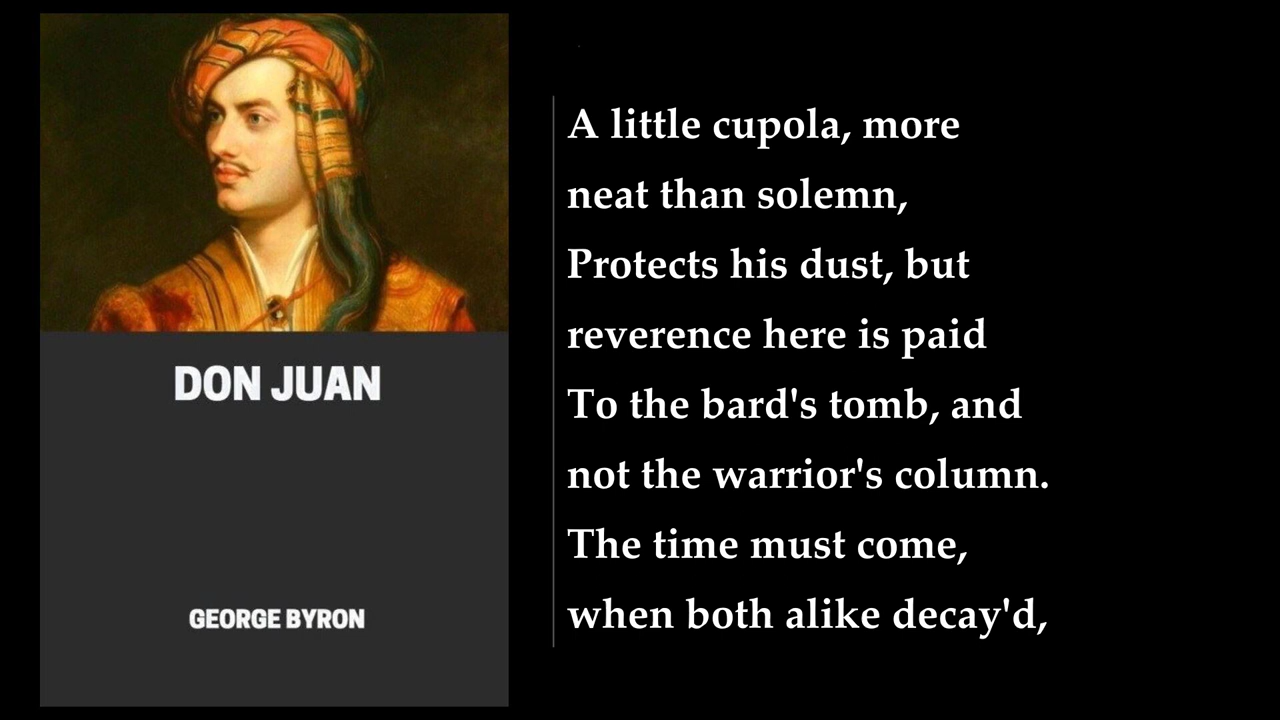 DON JUAN
GEORGE BYRON
A little cupola, more
neat than solemn,
Protects his dust, but
reverence here is paid
To the bard's tomb, and
not the warrior's column.
The time must come,
when both alike decay'd,